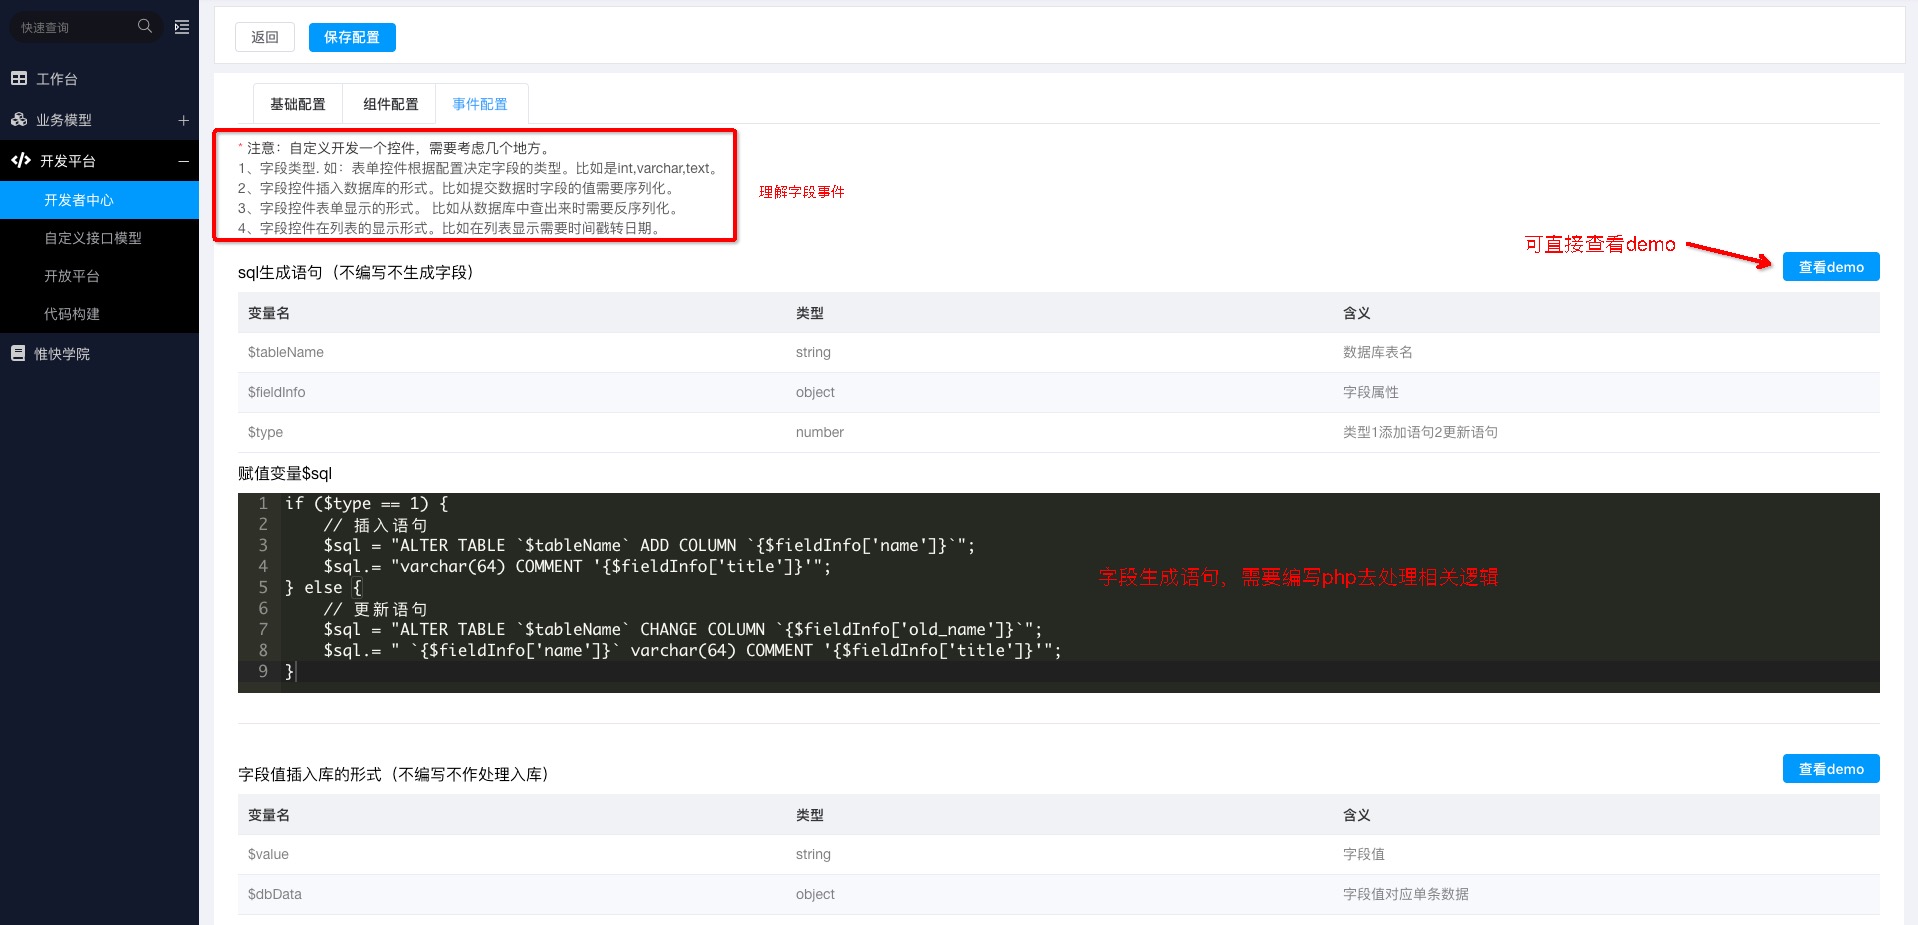 快速查询
工作台
业务模型
开发平台
开发者中心
自定义接口模型
开放平台
代码构建
惟快学院
返回
保存配置
基础配置
组件配置
事件配置
* 注意：自定义开发一个控件，需要考虑几个地方。
1、字段类型. 如：表单控件根据配置决定字段的类型。比如是int,varchar,text。
2、字段控件插入数据库的形式。比如提交数据时字段的值需要序列化。
3、字段控件表单显示的形式。 比如从数据库中查出来时需要反序列化。
4、字段控件在列表的显示形式。比如在列表显示需要时间戳转日期。
理解字段事件
可直接查看demo
sql生成语句（不编写不生成字段）
查看demo
变量名 类型 含义
$tableName string 数据库表名
$fieldInfo object 字段属性
$type number 类型1添加语句2更新语句
赋值变量$sql
1 if ($type == 1) {
2 // 插入语句
3 $sql = "ALTER TABLE `$tableName` ADD COLUMN `{$fieldInfo['name']}`";
4 $sql.= "varchar(64) COMMENT '{$fieldInfo['title']}'";
5 } else {
6 // 更新语句
7 $sql = "ALTER TABLE `$tableName` CHANGE COLUMN `{$fieldInfo['old_name']}`";
8 $sql.= " `{$fieldInfo['name']}` varchar(64) COMMENT '{$fieldInfo['title']}'";
9 }
字段生成语句，需要编写php去处理相关逻辑
字段值插入库的形式（不编写不作处理入库）
查看demo
变量名 类型 含义
$value string 字段值
$dbData object 字段值对应单条数据